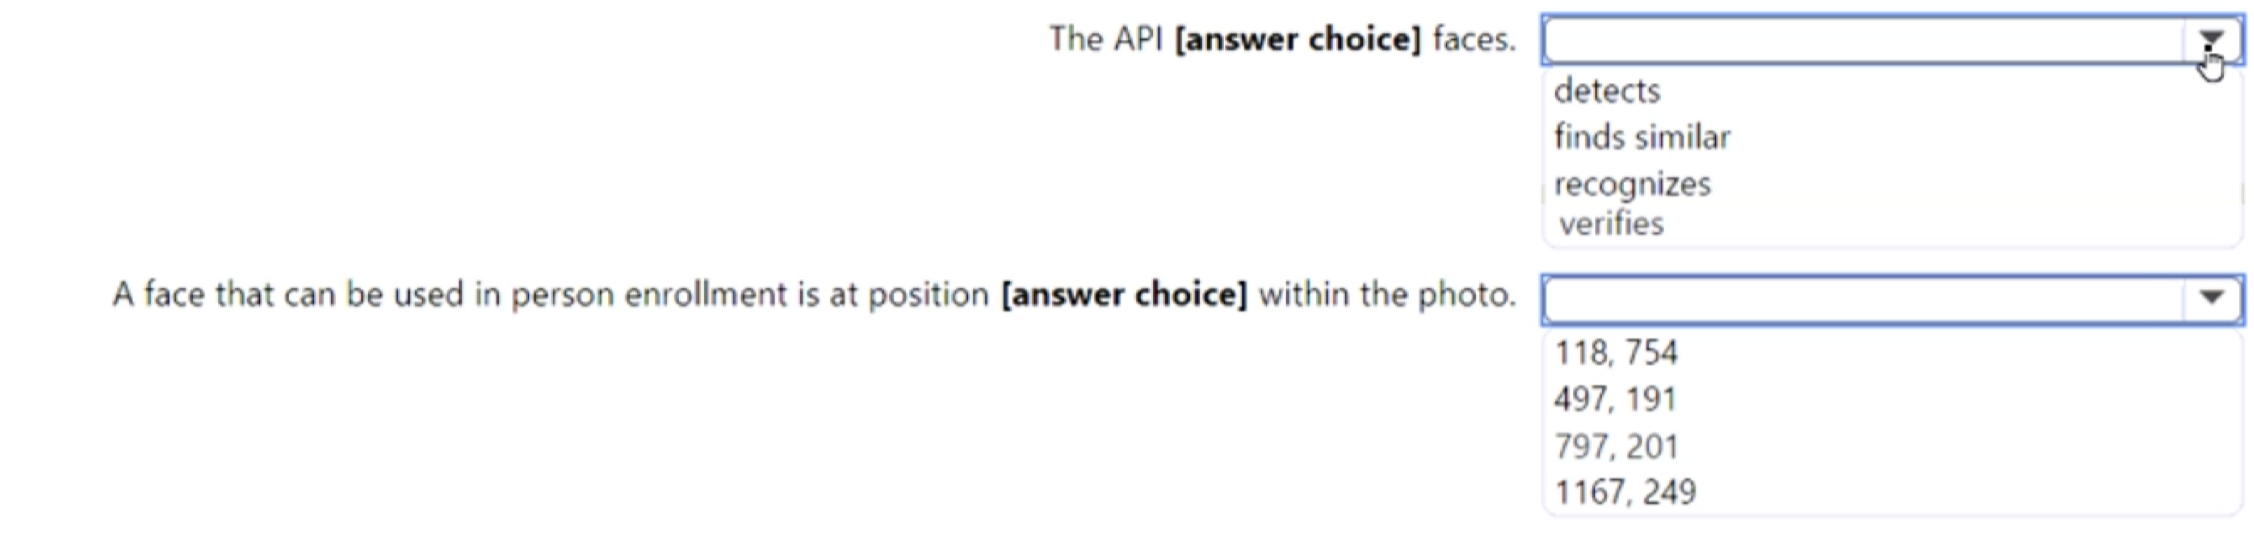 The API [answer choice] faces.
detects
finds similar
recognizes
verifies
A face that can be used in person enrollment is at position [answer choice] within the photo.
118, 754
497, 191
797, 201
1167, 249